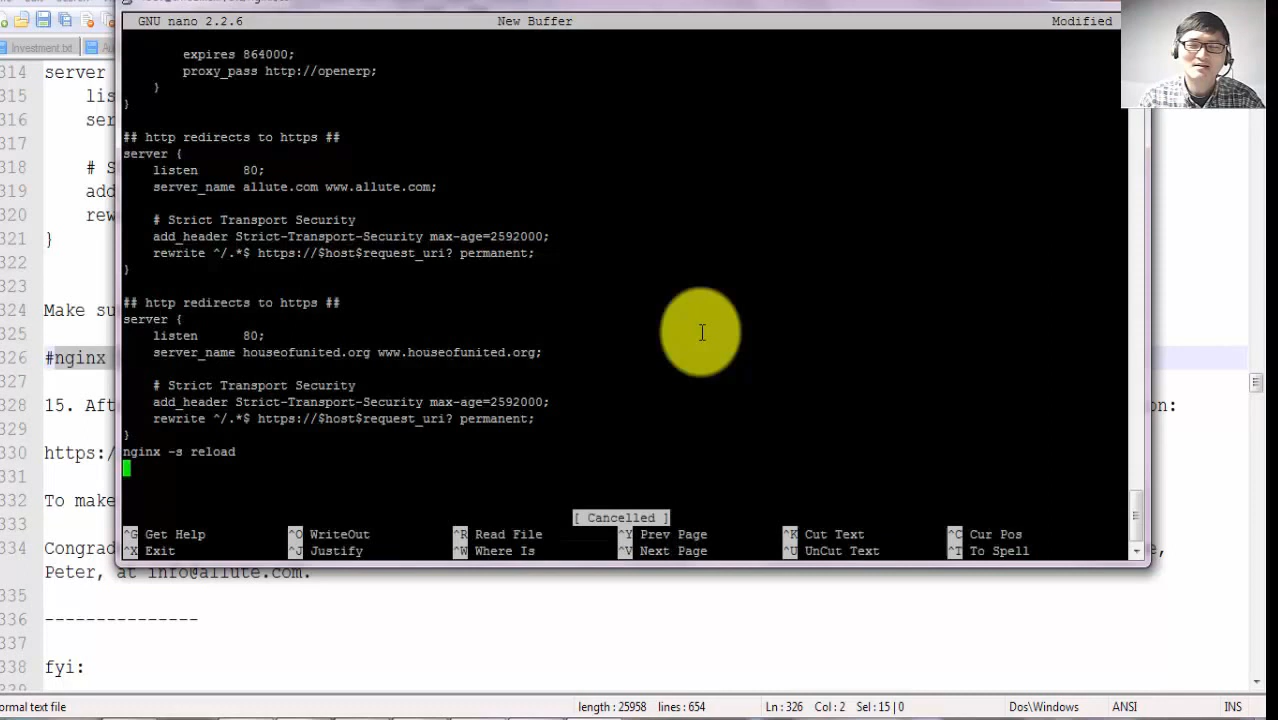 GNU nano 2.2.6 New Buffer Modified
Investment.txt
expires 864000;
proxy_pass http://openerp;
}
}
## http redirects to https ##
server {
listen 80;
server_name allute.com www.allute.com;
# Strict Transport Security
add_header Strict-Transport-Security max-age=2592000;
rewrite ^/.*$ https://$host$request_uri? permanent;
}
## http redirects to https ##
server {
listen 80;
server_name houseofunited.org www.houseofunited.org;
# Strict Transport Security
add_header Strict-Transport-Security max-age=2592000;
rewrite ^/.*$ https://$host$request_uri? permanent;
}
nginx -s reload
[ Cancelled ]
^G Get Help ^O WriteOut ^R Read File ^Y Prev Page ^K Cut Text ^C Cur Pos
^X Exit ^J Justify ^W Where Is ^V Next Page ^U UnCut Text ^T To Spell
314 server
315 lis
316 ser
317
318 # S
319 add
320 rew
321 }
322
323
324 Make su
325
326 #nginx
327
328 15. Aft on:
329
330 https:/
331
332 To make
333
334 Congra e,
Peter, at info@allute.com.
335
336 ---------------
337
338 fyi:
339
ormal text file length : 25958 lines : 654 Ln : 326 Col : 2 Sel : 15 | 0 Dos\Windows ANSI INS